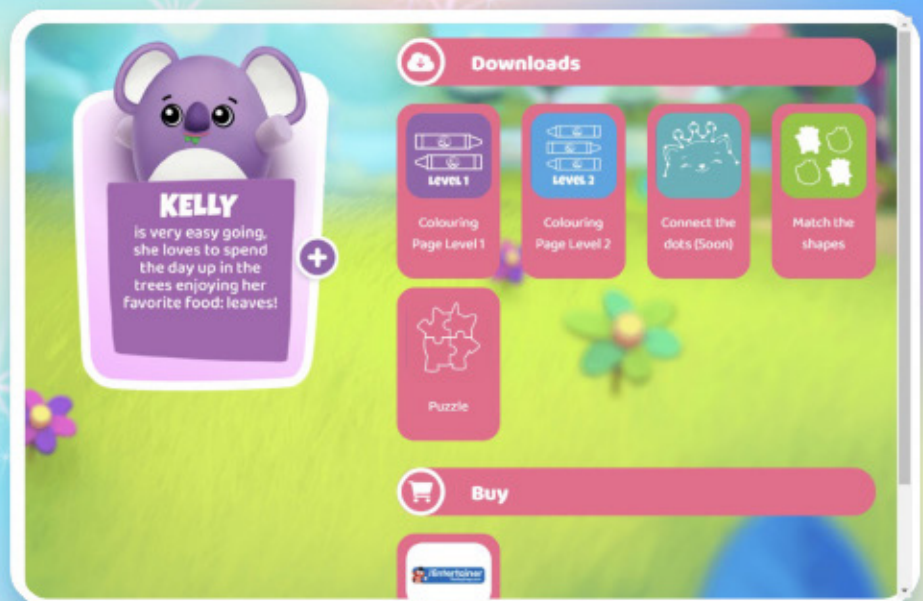 KELLY
is very easy going,
she loves to spend
the day up in the
trees enjoying her
favorite food: leaves!
Downloads
LEVEL 1
Colouring
Page Level 1
LEVEL 2
Colouring
Page Level 2
Connect the
dots (Soon)
Match the
shapes
Puzzle
Buy
Entertainer